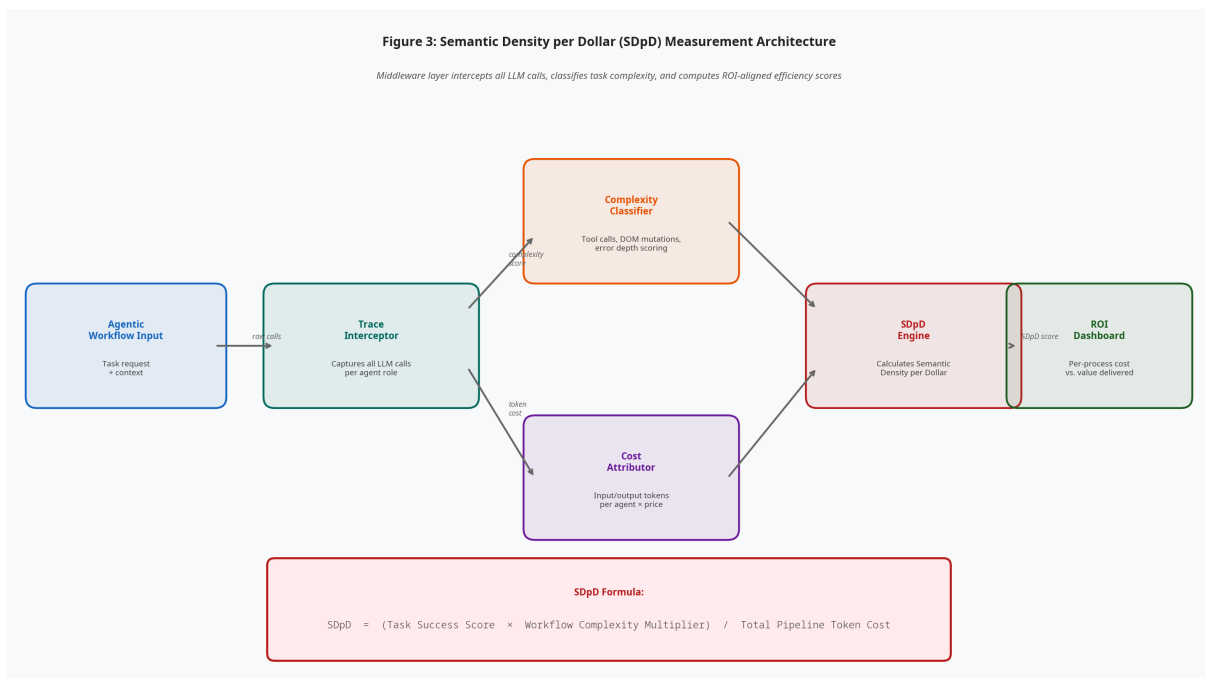 Figure 3: Semantic Density per Dollar (SDpD) Measurement Architecture
Middleware layer intercepts all LLM calls, classifies task complexity, and computes ROI-aligned efficiency scores
Agentic
Workflow Input
Task request
+ context
raw calls
Trace
Interceptor
Captures all LLM calls
per agent role
complexity
score
Complexity
Classifier
Tool calls, DOM mutations,
error depth scoring
token
cost
Cost
Attributor
Input/output tokens
per agent × price
SDpD
Engine
Calculates Semantic
Density per Dollar
SDpD score
ROI
Dashboard
Per-process cost
vs. value delivered
SDpD Formula:
SDpD = (Task Success Score × Workflow Complexity Multiplier) / Total Pipeline Token Cost